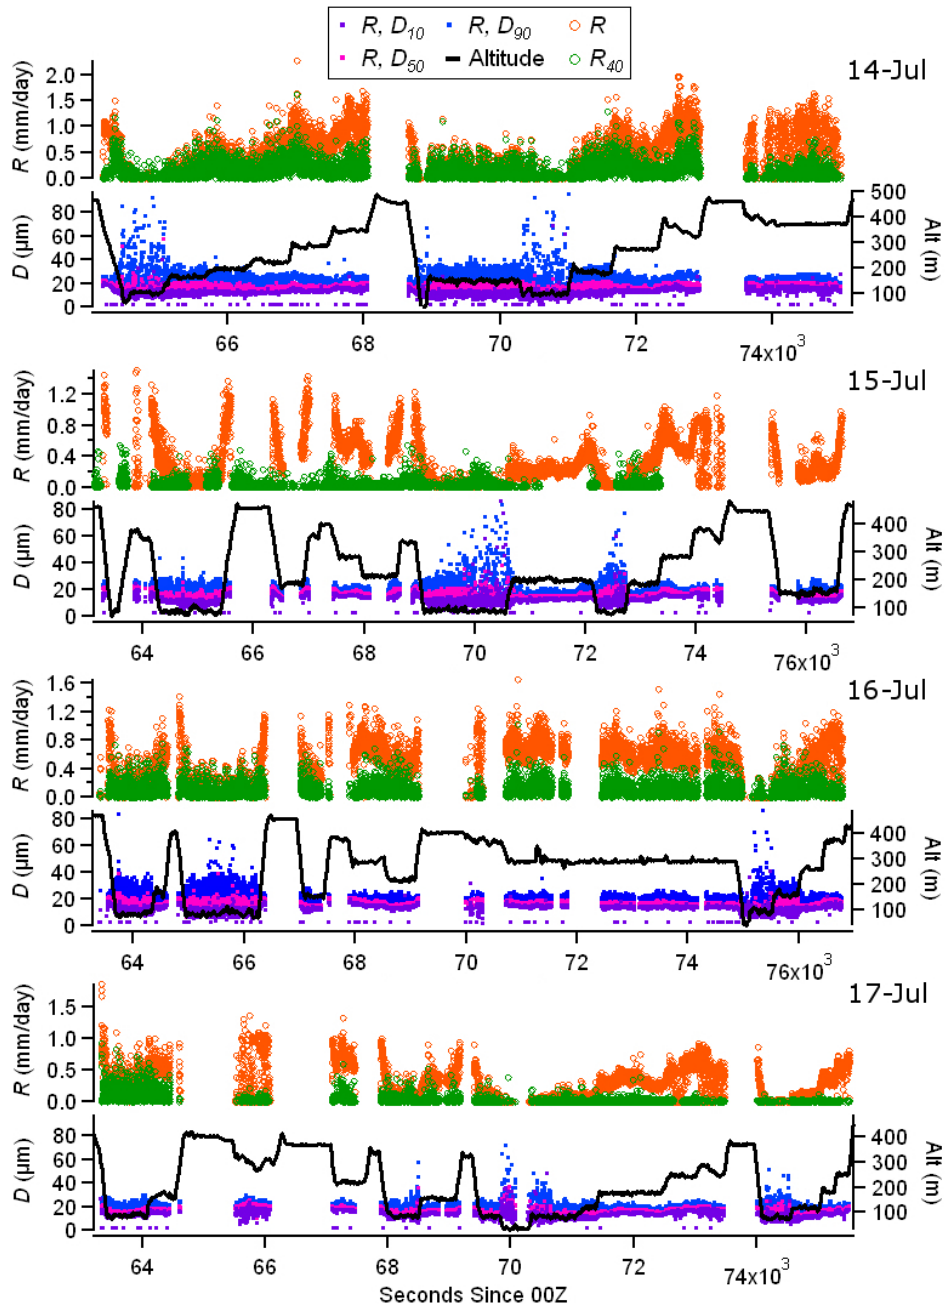 R, D10 R, D90 R
R, D50 Altitude R40
14-Jul
R (mm/day)
2.0
1.5
1.0
0.5
0.0
D (µm)
80
60
40
20
0
500
400
300
200
100
Alt (m)
66 68 70 72 74x10³
15-Jul
R (mm/day)
1.2
0.8
0.4
0.0
D (µm)
80
60
40
20
0
400
300
200
100
Alt (m)
64 66 68 70 72 74 76x10³
16-Jul
R (mm/day)
1.6
1.2
0.8
0.4
0.0
D (µm)
80
60
40
20
0
400
300
200
100
Alt (m)
64 66 68 70 72 74 76x10³
17-Jul
R (mm/day)
1.5
1.0
0.5
0.0
D (µm)
80
60
40
20
0
400
300
200
100
Alt (m)
64 66 68 70 72 74x10³
Seconds Since 00Z